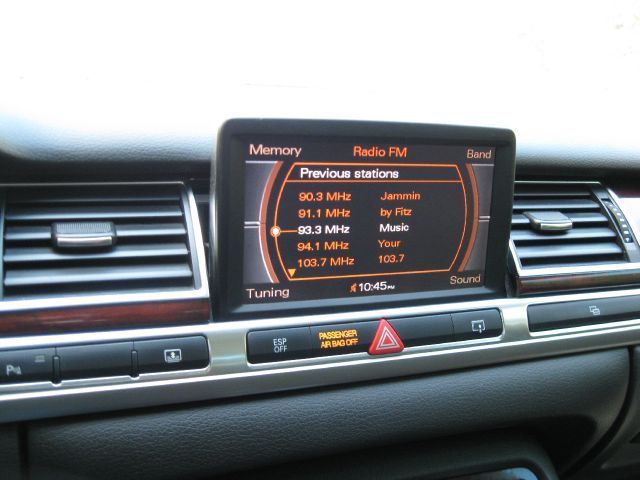 Memory Radio FM Band
Previous stations
90.3 MHz Jammin
91.1 MHz by Fitz
93.3 MHz Music
94.1 MHz Your
103.7 MHz 103.7
Tuning 10:45PM Sound
ESP OFF
PASSENGER AIR BAG OFF